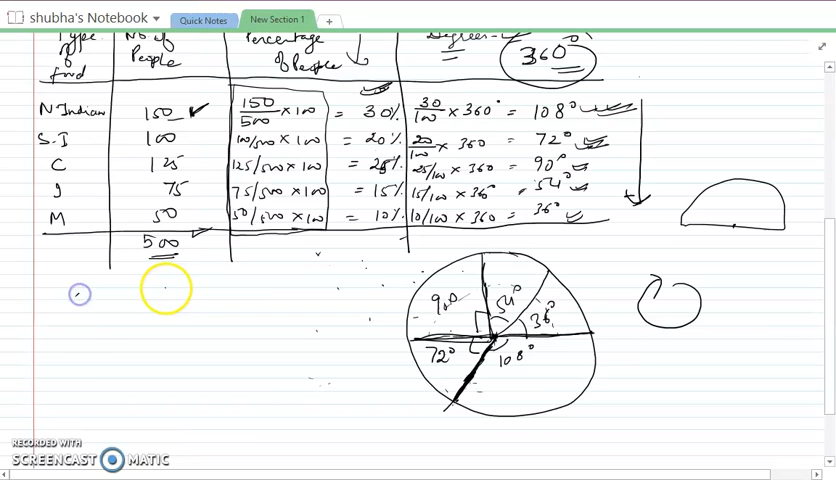 shubha's Notebook
Quick Notes
New Section 1
Type of food
No of People
Percentage of People
Degrees
360°
N Indian 150 150/500 x 100 = 30% 30/100 x 360° = 108°
S.I 100 100/500 x 100 = 20% 20/100 x 360 = 72°
C 125 125/500 x 100 = 25% 25/100 x 360 = 90°
I 75 75/500 x 100 = 15% 15/100 x 360 = 54°
M 50 50/500 x 100 = 10% 10/100 x 360 = 36°
500
90° 54° 36°
72° 108°
RECORDED WITH
SCREENCAST MATIC